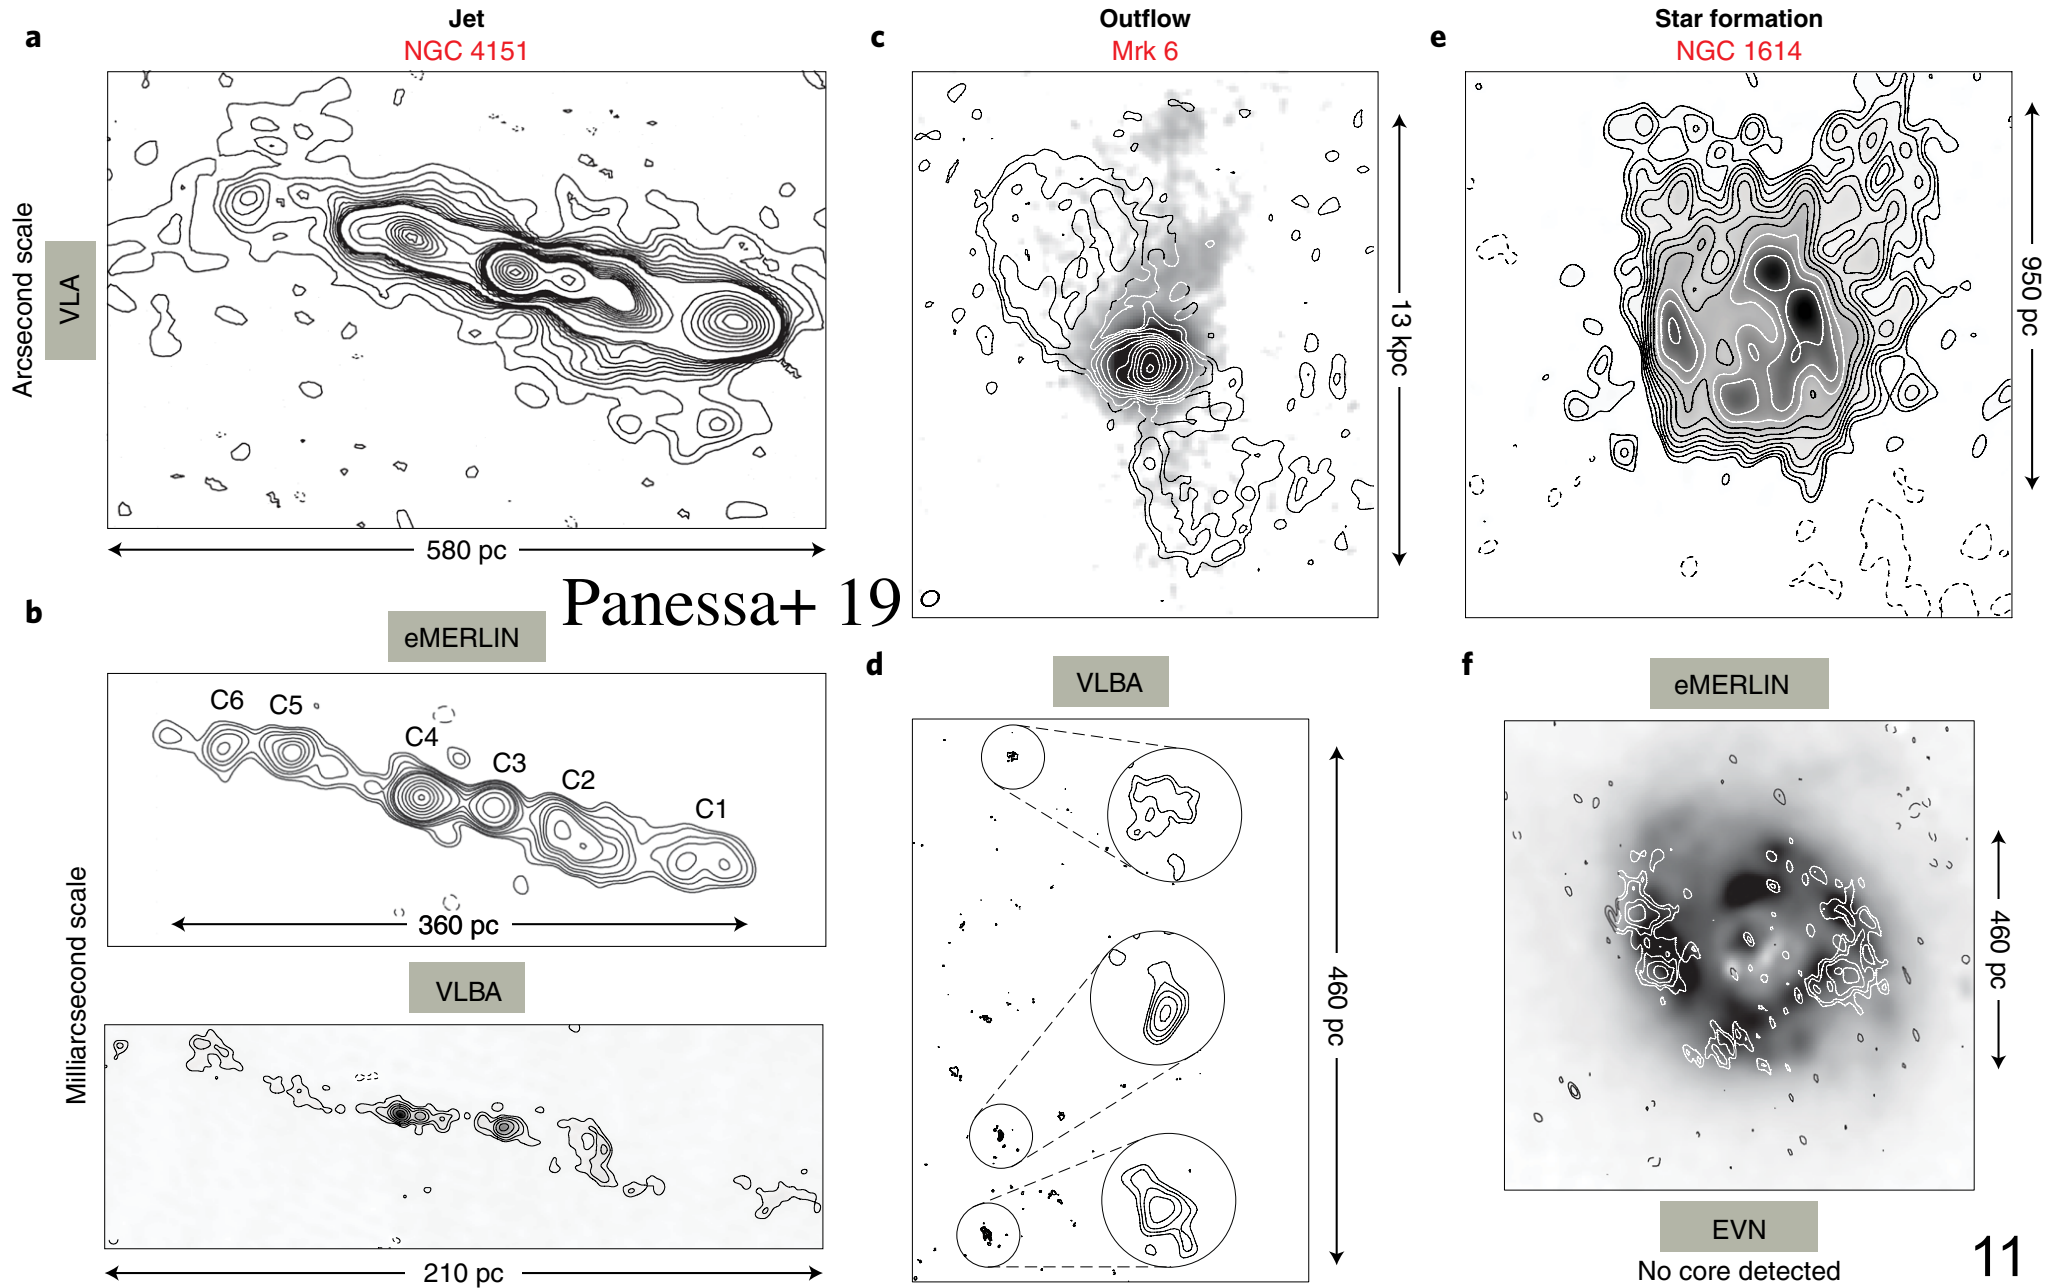 a
Jet
NGC 4151
Arcsecond scale
VLA
580 pc
c
Outflow
Mrk 6
13 kpc
e
Star formation
NGC 1614
950 pc
Panessa+ 19
b
eMERLIN
C6
C5
C4
C3
C2
C1
360 pc
Milliarcsecond scale
VLBA
210 pc
d
VLBA
460 pc
f
eMERLIN
460 pc
EVN
No core detected
11